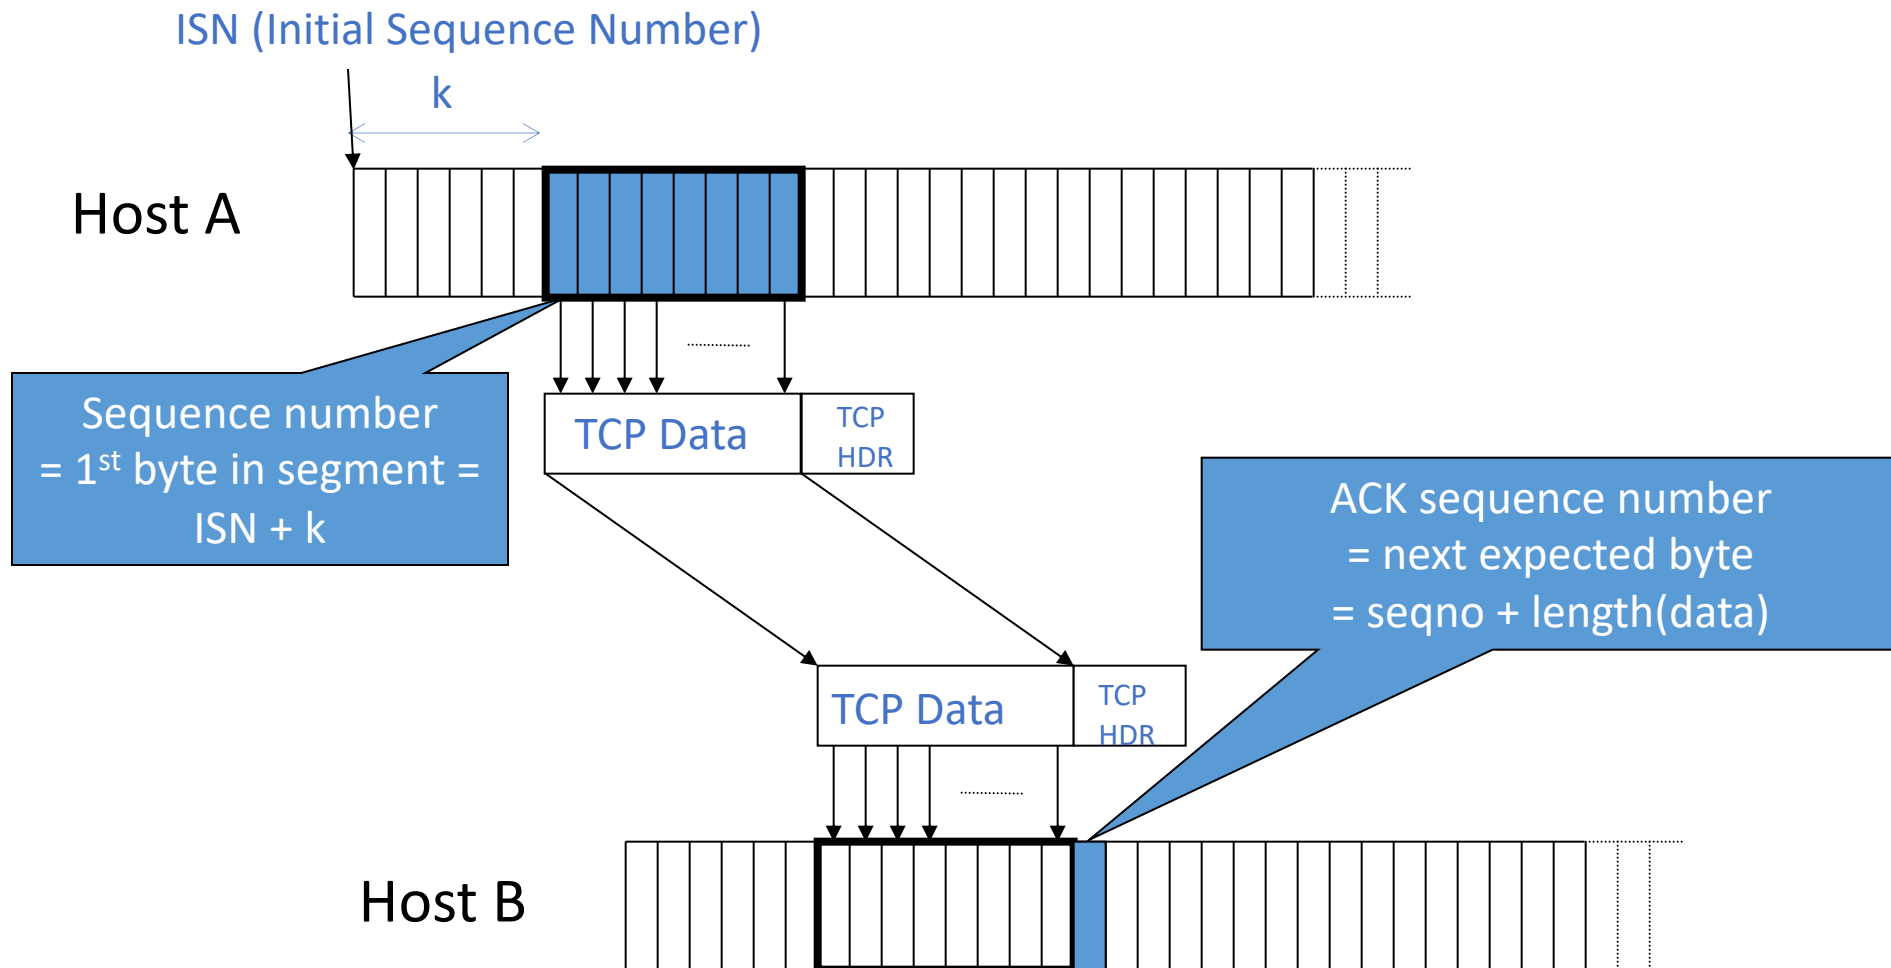 ISN (Initial Sequence Number)
k
Host A
Sequence number
= 1st byte in segment =
ISN + k
TCP Data
TCP
HDR
ACK sequence number
= next expected byte
= seqno + length(data)
TCP Data
TCP
HDR
Host B